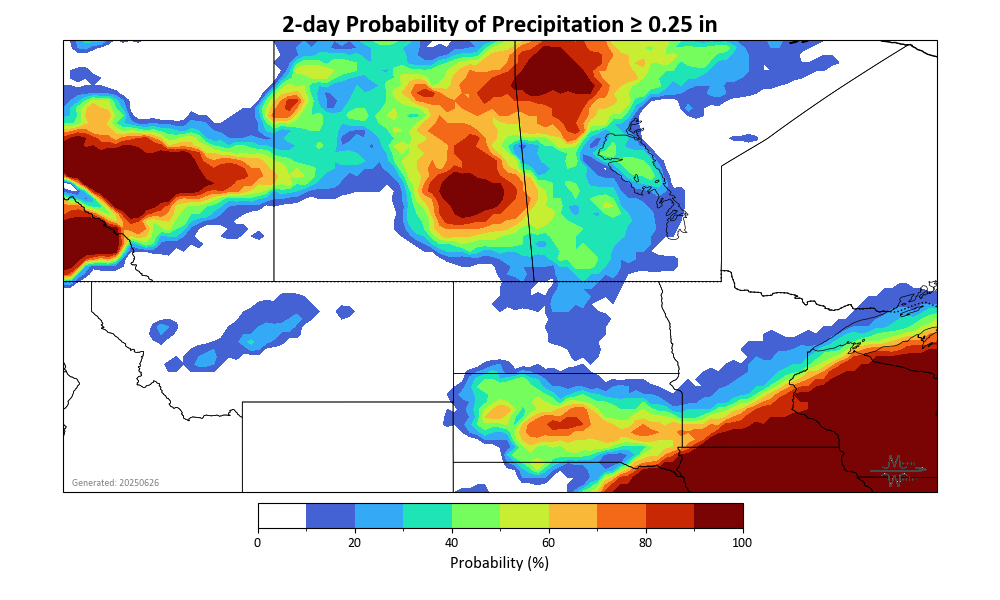 2-day Probability of Precipitation ≥ 0.25 in
Generated: 20250626
0 20 40 60 80 100
Probability (%)